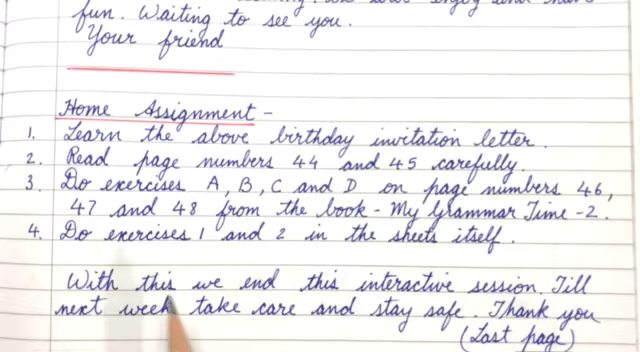 fun. Waiting to see you.
Your friend
Home Assignment -
1. Learn the above birthday invitation letter.
2. Read page numbers 44 and 45 carefully
3. Do exercises A, B, C and D on page numbers 46,
47 and 48 from the book - My Grammar Time - 2.
4. Do exercises 1 and 2 in the sheets itself.
With this we end this interactive session. Till
next week take care and stay safe. Thank you
(Last page)